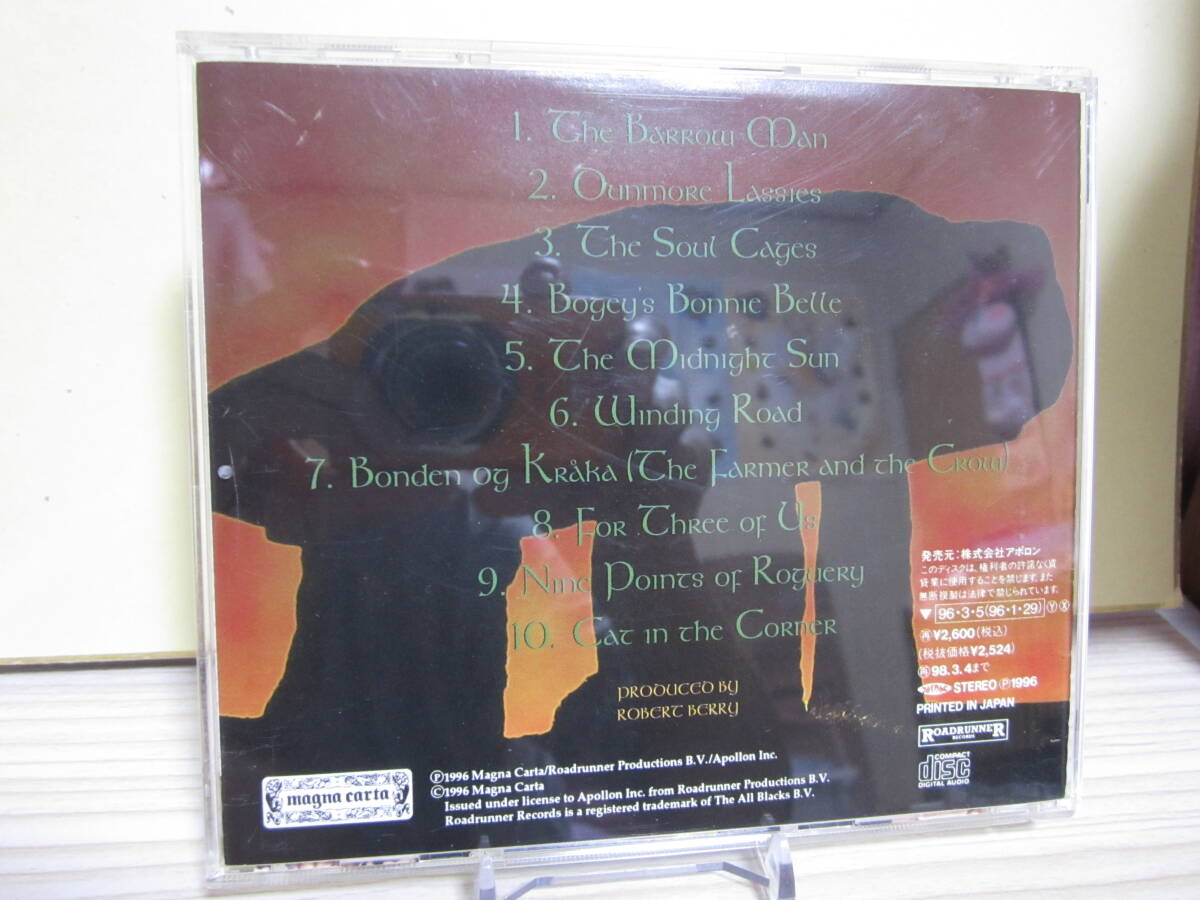 1. The Barrow Man
2. Dunmore Lassies
3. The Soul Cages
4. Bogey's Bonnie Belle
5. The Midnight Sun
6. Winding Road
7. Bonden og Kråka (The Farmer and the Crow)
8. For Three of Us
9. Nine Points of Roguery
10. Cat in the Corner
PRODUCED BY
ROBERT BERRY
発売元:株式会社アポロン
このディスクは、権利者の許諾なく賃
貸業に使用することを禁じます。また
無断複製は法律で禁じられています。
▼96・3・5(96・1・29)ⓎⓍ
再¥2,600(税込)
(税抜価格¥2,524)
再98.3.4まで
STEREO Ⓟ1996
PRINTED IN JAPAN
ROADRUNNER
RECORDS
COMPACT
disc
DIGITAL AUDIO
magna carta
Ⓟ1996 Magna Carta/Roadrunner Productions B.V./Apollon Inc.
©1996 Magna Carta
Issued under license to Apollon Inc. from Roadrunner Productions B.V.
Roadrunner Records is a registered trademark of The All Blacks B.V.